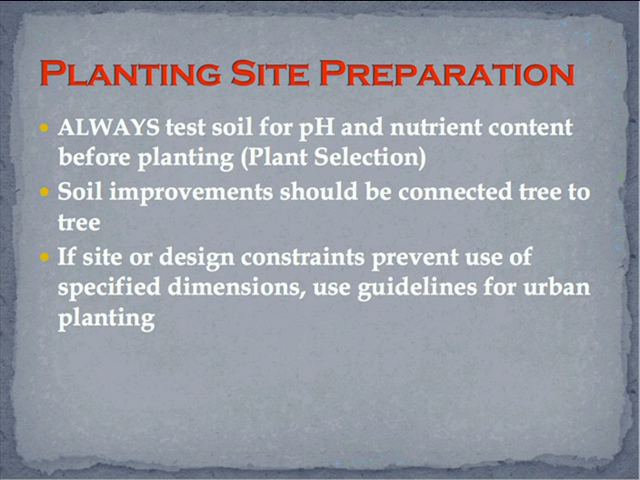 PLANTING SITE PREPARATION
• ALWAYS test soil for pH and nutrient content
before planting (Plant Selection)
• Soil improvements should be connected tree to
tree
• If site or design constraints prevent use of
specified dimensions, use guidelines for urban
planting